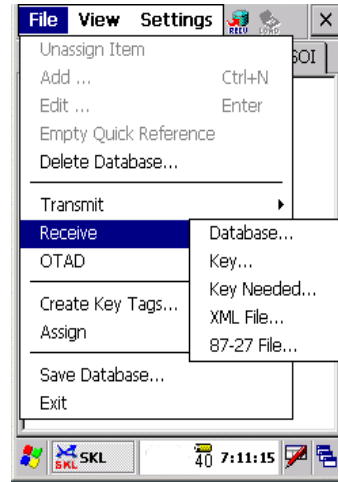 File View Settings RECV LOAD ×
SOI
Unassign Item
Add ... Ctrl+N
Edit ... Enter
Empty Quick Reference
Delete Database...
Transmit
Receive
OTAD
Create Key Tags...
Assign
Save Database...
Exit
Database...
Key...
Key Needed...
XML File...
87-27 File...
SKL SKL 40 7:11:15